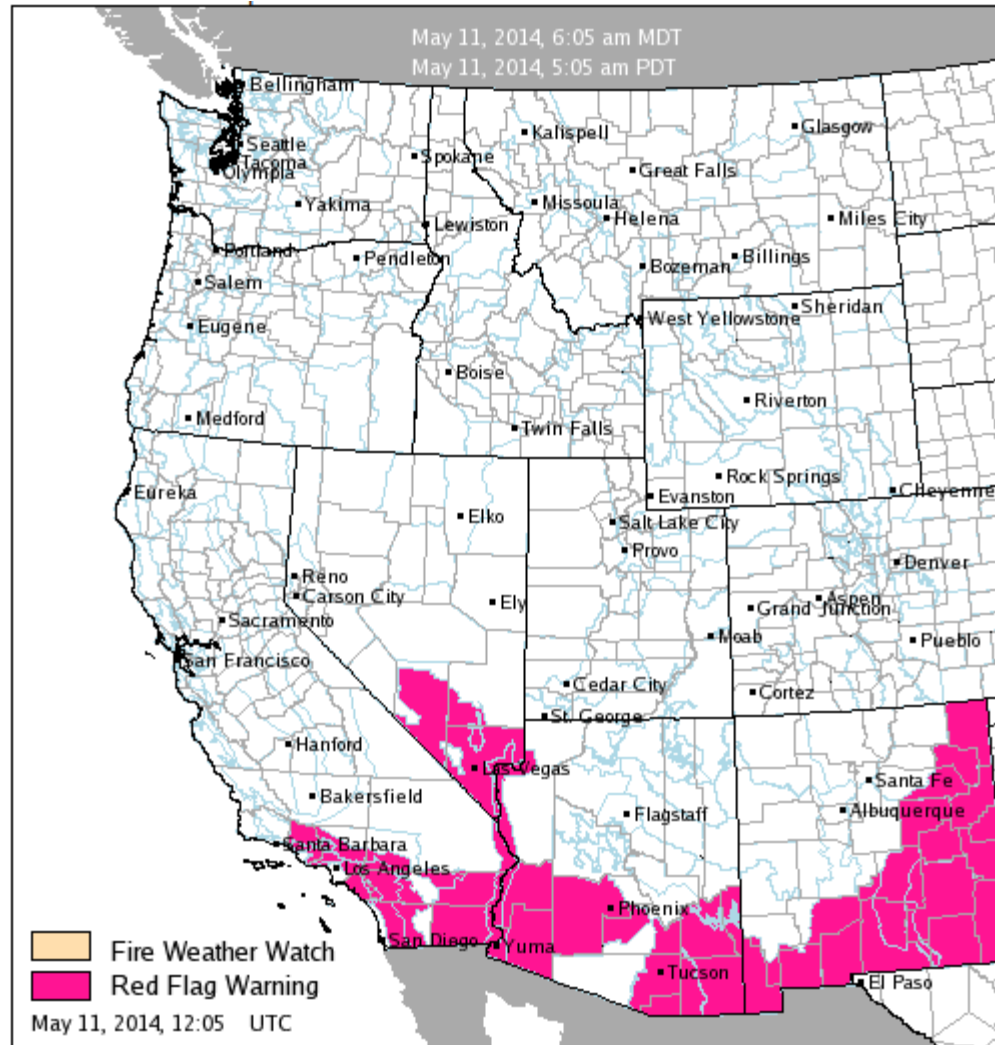 May 11, 2014, 6:05 am MDT
May 11, 2014, 5:05 am PDT
Bellingham
Kalispell
Glasgow
Seattle
Tacoma
Olympia
Spokane
Great Falls
Yakima
Missoula
Helena
Miles City
Lewiston
Portland
Pendleton
Bozeman
Billings
Salem
Sheridan
Eugene
West Yellowstone
Boise
Riverton
Medford
Twin Falls
Rock Springs
Eureka
Evanston
Cheyenne
Elko
Salt Lake City
Provo
Denver
Reno
Carson City
Ely
Aspen
Grand Junction
Sacramento
Moab
Pueblo
San Francisco
Cedar City
Cortez
St. George
Hanford
Las Vegas
Santa Fe
Bakersfield
Flagstaff
Albuquerque
Santa Barbara
Los Angeles
Phoenix
San Diego
Yuma
Tucson
El Paso
Fire Weather Watch
Red Flag Warning
May 11, 2014, 12:05 UTC